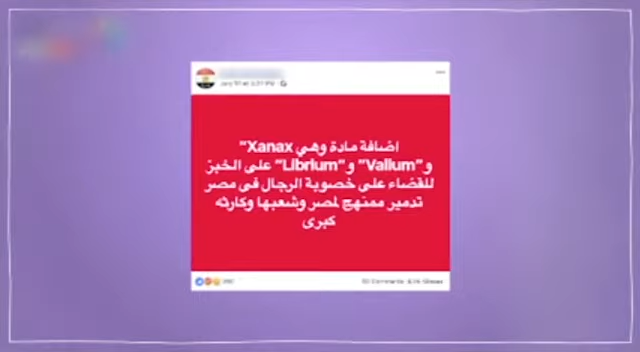 اضافة مادة وهي Xanax"
و"Valium" و"Librium" على الخبز
للقضاء على خصوبة الرجال فى مصر
تدمير ممنهج لمصر وشعبها وكارثه
كبرى